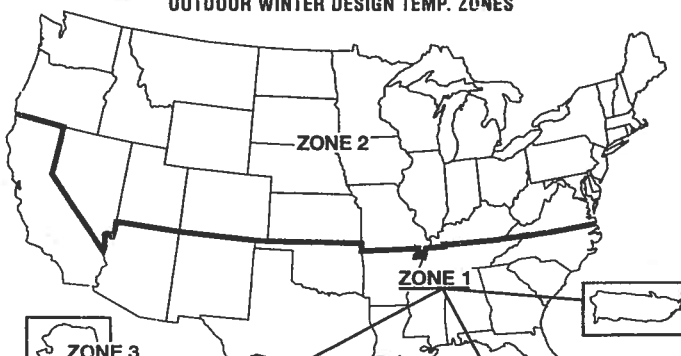 OUTDOOR WINTER DESIGN TEMP. ZONES
ZONE 2
ZONE 1
ZONE 3